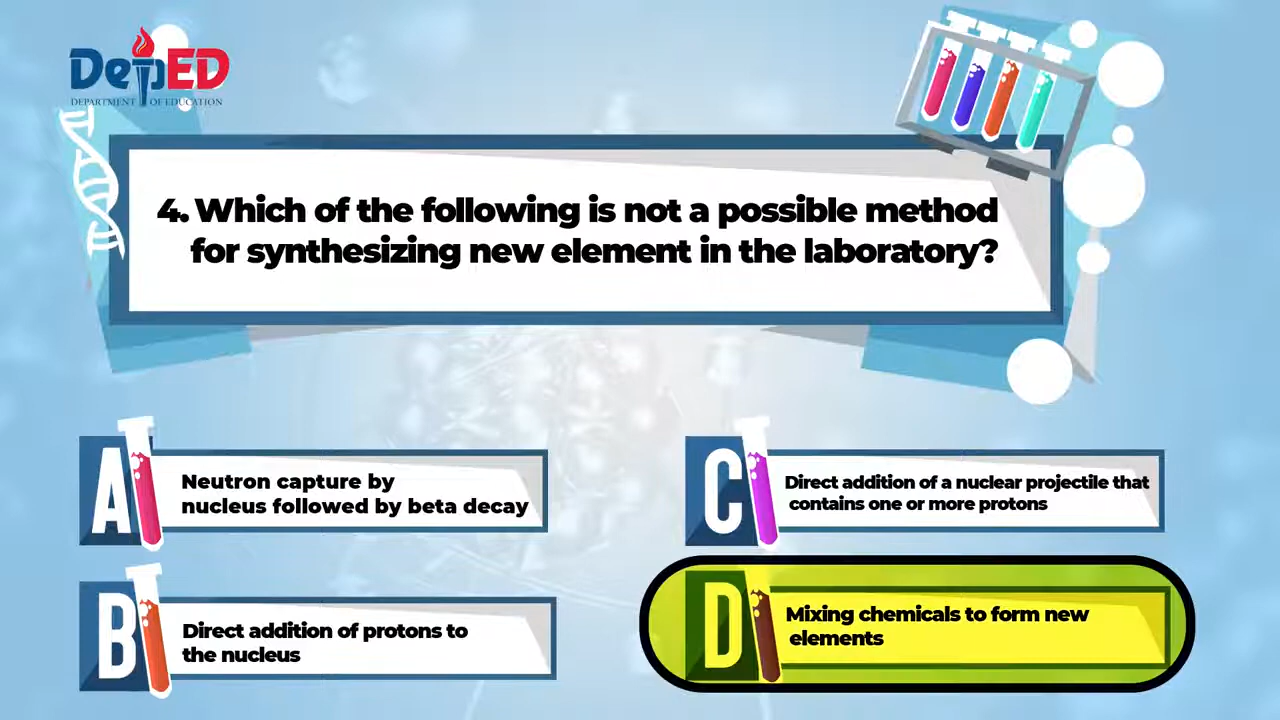 DepED
DEPARTMENT OF EDUCATION
4. Which of the following is not a possible method
for synthesizing new element in the laboratory?
A
Neutron capture by
nucleus followed by beta decay
B
Direct addition of protons to
the nucleus
C
Direct addition of a nuclear projectile that
contains one or more protons
D
Mixing chemicals to form new
elements